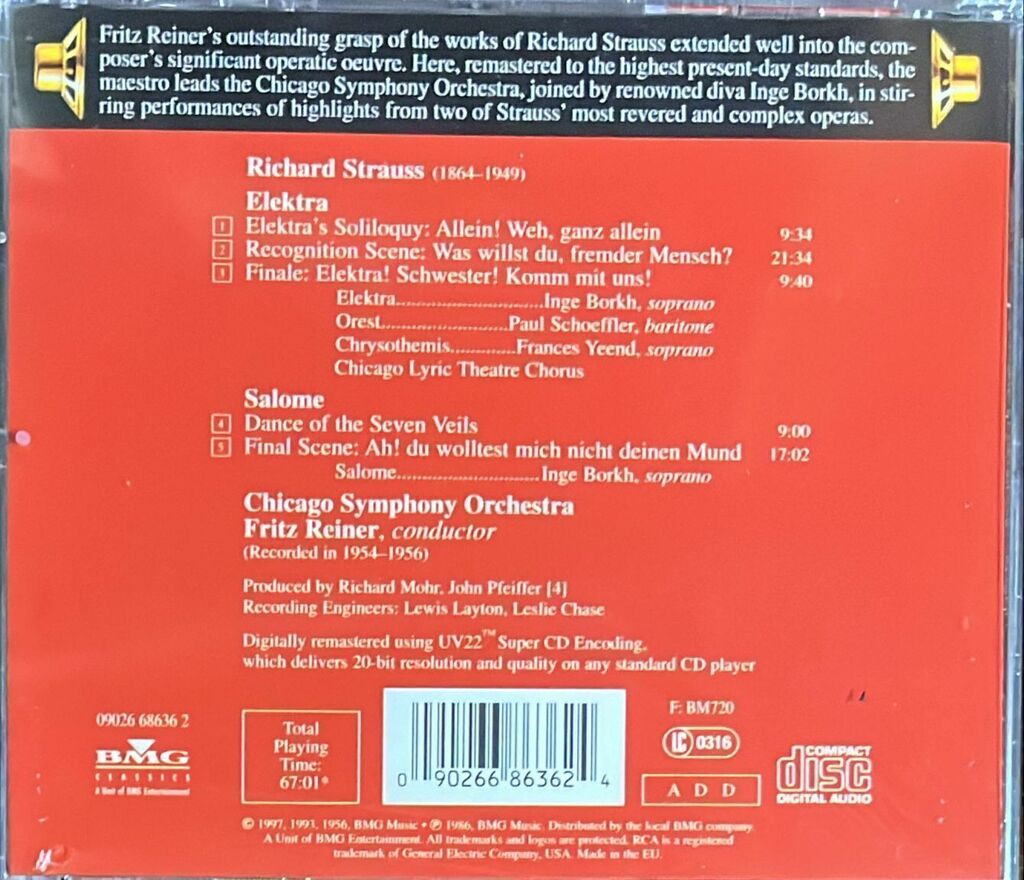 Fritz Reiner's outstanding grasp of the works of Richard Strauss extended well into the com-
poser's significant operatic oeuvre. Here, remastered to the highest present-day standards, the
maestro leads the Chicago Symphony Orchestra, joined by renowned diva Inge Borkh, in stir-
ring performances of highlights from two of Strauss' most revered and complex operas.
Richard Strauss (1864–1949)
Elektra
1 Elektra's Soliloquy: Allein! Weh, ganz allein 9:34
2 Recognition Scene: Was willst du, fremder Mensch? 21:34
3 Finale: Elektra! Schwester! Komm mit uns! 9:40
Elektra............................Inge Borkh, soprano
Orest........................Paul Schoeffler, baritone
Chrysothemis............Frances Yeend, soprano
Chicago Lyric Theatre Chorus
Salome
4 Dance of the Seven Veils 9:00
5 Final Scene: Ah! du wolltest mich nicht deinen Mund 17:02
Salome...........................Inge Borkh, soprano
Chicago Symphony Orchestra
Fritz Reiner, conductor
(Recorded in 1954–1956)
Produced by Richard Mohr, John Pfeiffer [4]
Recording Engineers: Lewis Layton, Leslie Chase
Digitally remastered using UV22™ Super CD Encoding,
which delivers 20-bit resolution and quality on any standard CD player
09026 68636 2
BMG
CLASSICS
A Unit of BMG Entertainment
Total
Playing
Time:
67:01*
0 90266 86362 4
F: BM720
LC 0316
A D D
COMPACT
disc
DIGITAL AUDIO
© 1997, 1993, 1956, BMG Music • ℗ 1986, BMG Music. Distributed by the local BMG company.
A Unit of BMG Entertainment. All trademarks and logos are protected. RCA is a registered
trademark of General Electric Company, USA. Made in the EU.